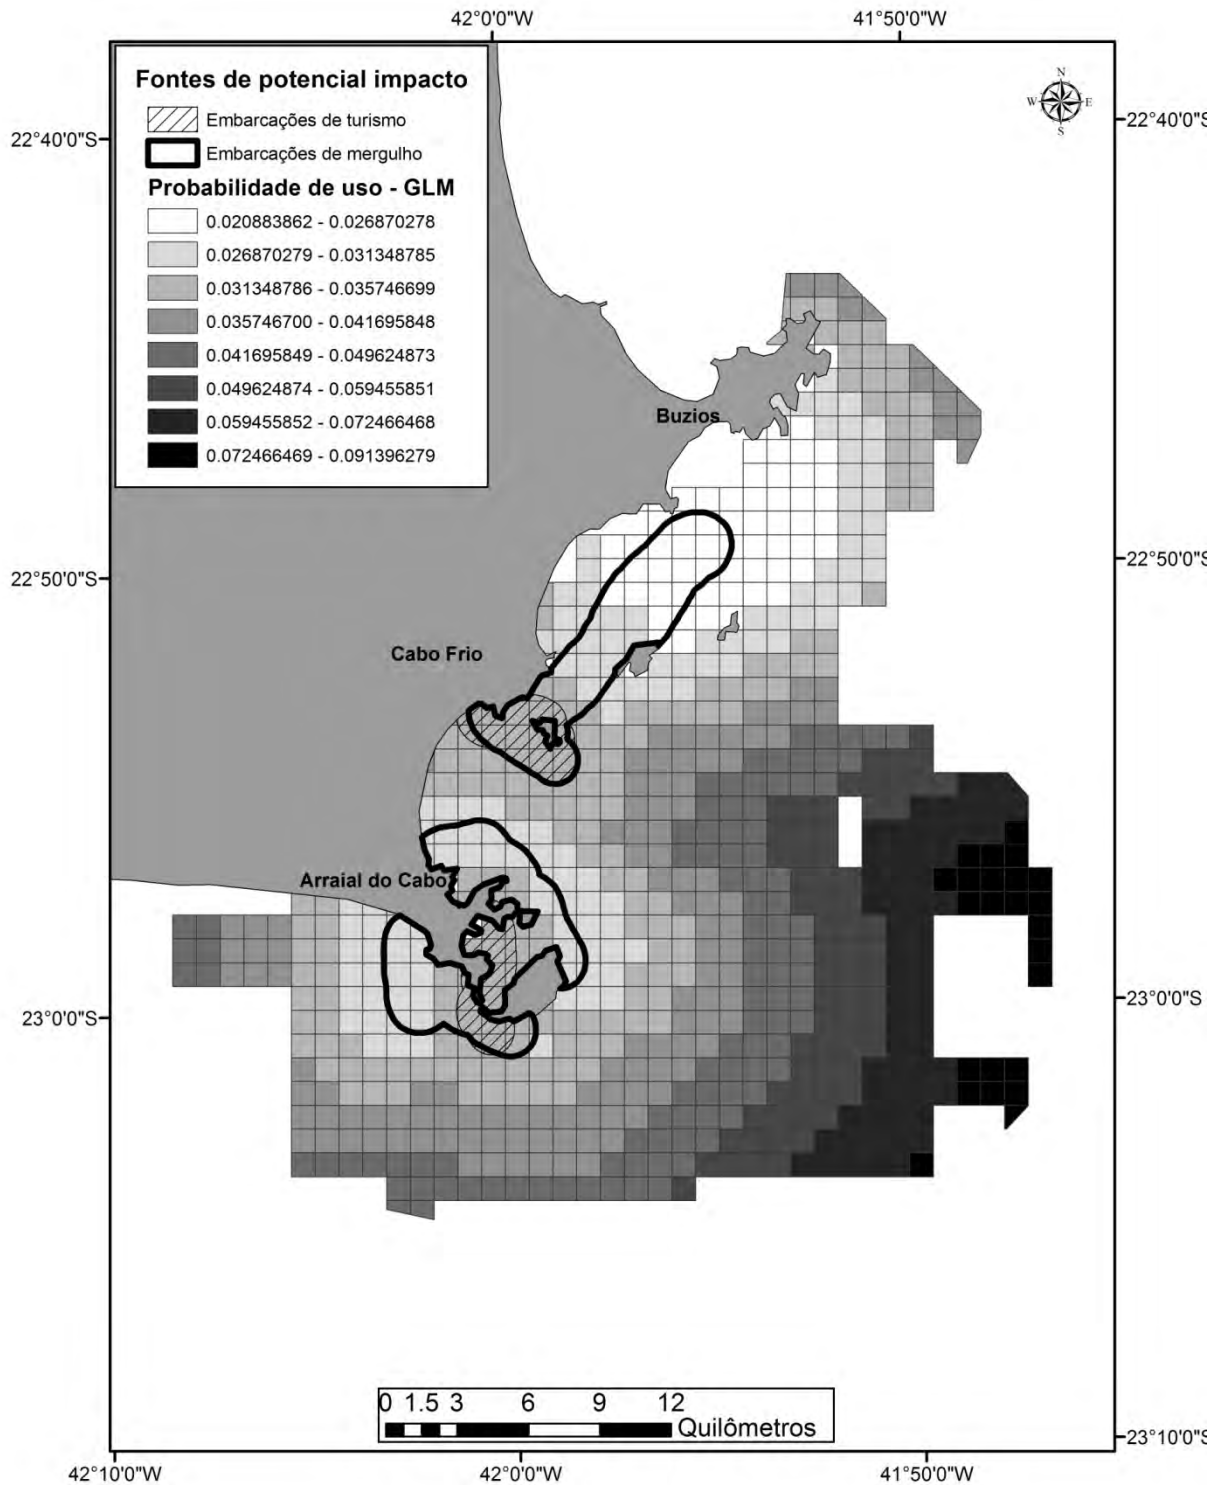 42°0'0"W
41°50'0"W
Fontes de potencial impacto
Embarcações de turismo
Embarcações de mergulho
Probabilidade de uso - GLM
0.020883862 - 0.026870278
0.026870279 - 0.031348785
0.031348786 - 0.035746699
0.035746700 - 0.041695848
0.041695849 - 0.049624873
0.049624874 - 0.059455851
0.059455852 - 0.072466468
0.072466469 - 0.091396279
N
W E
S
22°40'0"S
22°40'0"S
Buzios
22°50'0"S
22°50'0"S
Cabo Frio
Arraial do Cabo
23°0'0"S
23°0'0"S
0 1.5 3 6 9 12
Quilômetros
23°10'0"S
42°10'0"W
42°0'0"W
41°50'0"W